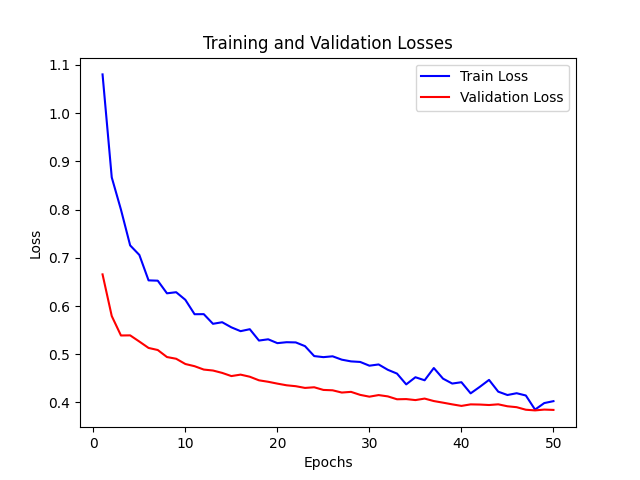 Training and Validation Losses
Train Loss
Validation Loss
Loss
1.1
1.0
0.9
0.8
0.7
0.6
0.5
0.4
0 10 20 30 40 50
Epochs